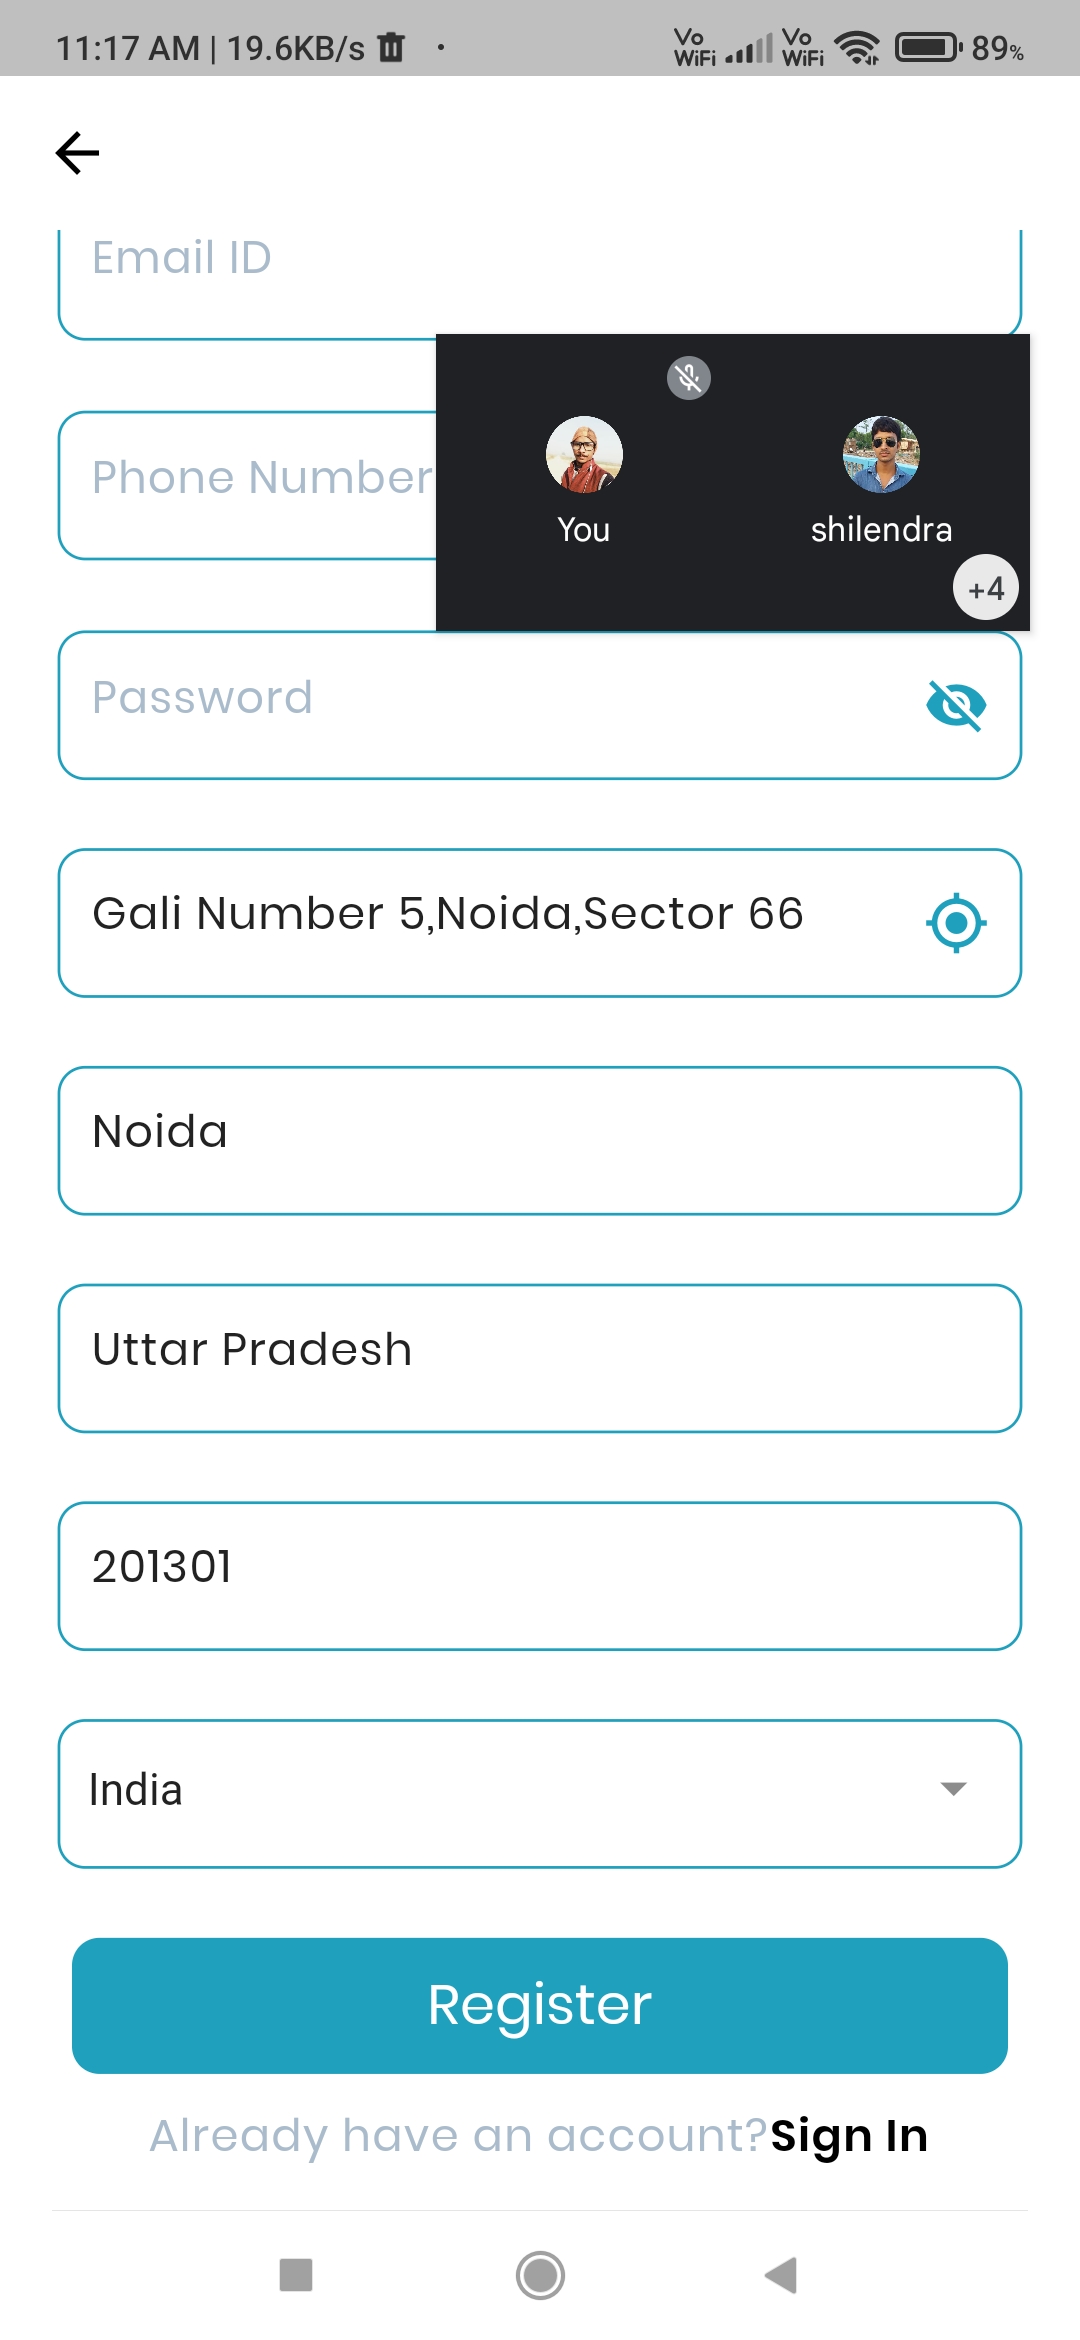 11:17 AM | 19.6KB/s
Vo WiFi Vo WiFi 89%
Email ID
Phone Number
You
shilendra
+4
Password
Gali Number 5,Noida,Sector 66
Noida
Uttar Pradesh
201301
India
Register
Already have an account?Sign In